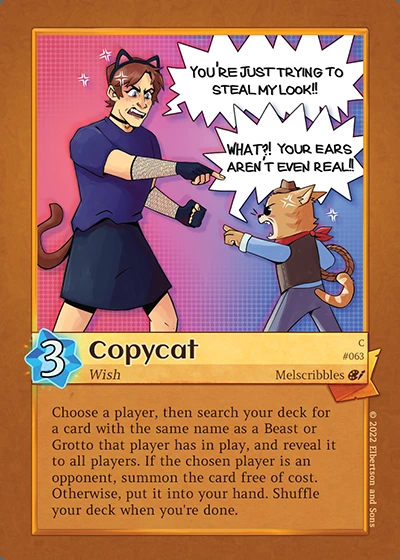 YOU'RE JUST TRYING TO
STEAL MY LOOK!!
WHAT?! YOUR EARS
AREN'T EVEN REAL!!
3
Copycat
C
#063
Wish
Melscribbles
Choose a player, then search your deck for
a card with the same name as a Beast or
Grotto that player has in play, and reveal it
to all players. If the chosen player is an
opponent, summon the card free of cost.
Otherwise, put it into your hand. Shuffle
your deck when you're done.
© 2022 Elbertson and Sons